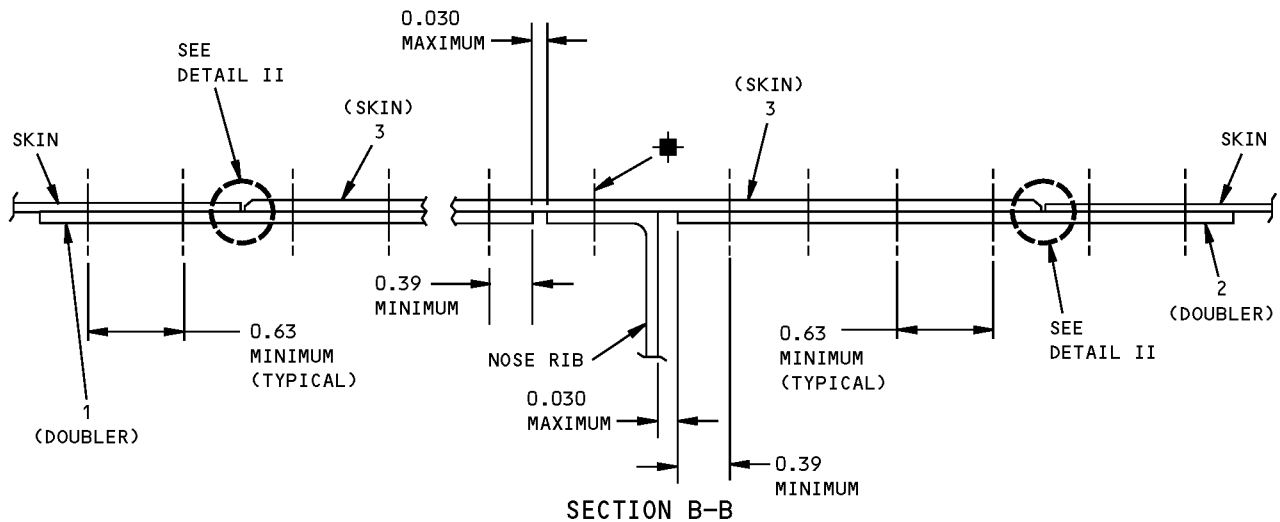 0.030
MAXIMUM
SEE
DETAIL II
(SKIN)
3
(SKIN)
3
SKIN
SKIN
0.39
MINIMUM
0.63
MINIMUM
(TYPICAL)
NOSE RIB
0.63
MINIMUM
(TYPICAL)
2
(DOUBLER)
SEE
DETAIL II
1
(DOUBLER)
0.030
MAXIMUM
0.39
MINIMUM
SECTION B-B